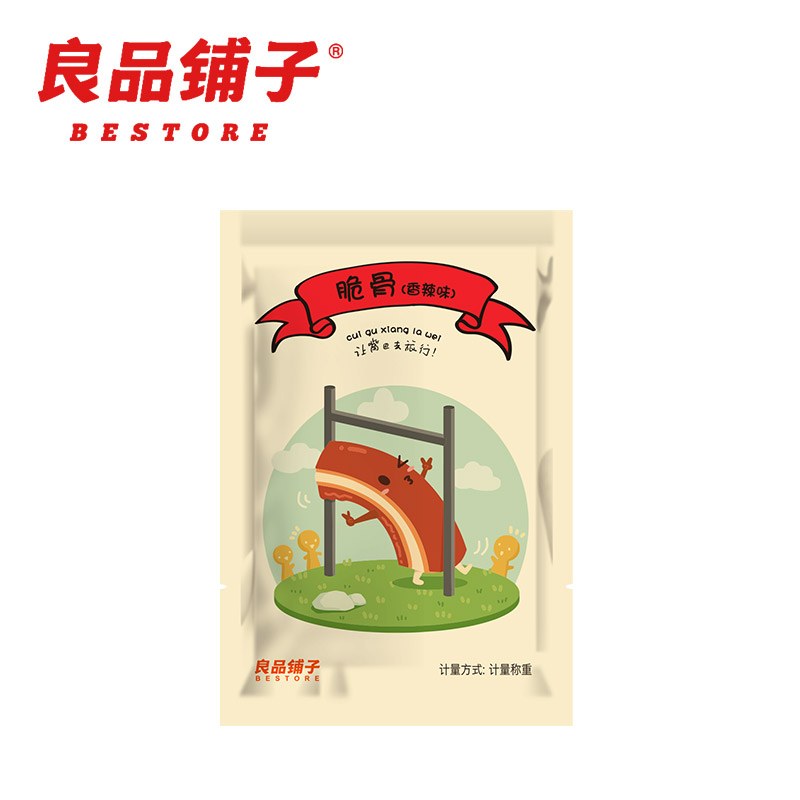 良品铺子®
BESTORE
脆骨(香辣味)
cui gu xiang la wei
让嘴巴去旅行!
良品铺子
BESTORE
计量方式: 计量称重